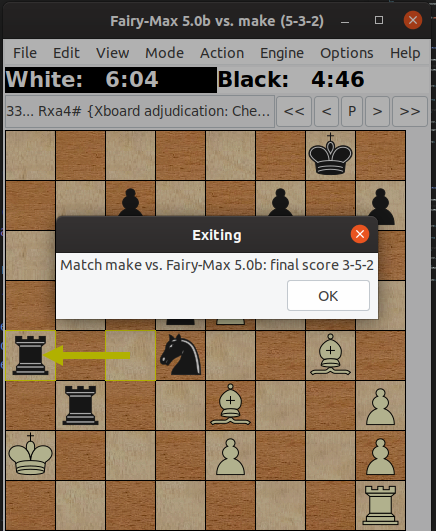 Fairy-Max 5.0b vs. make (5-3-2)
File Edit View Mode Action Engine Options Help
White: 6:04 Black: 4:46
33... Rxa4# {Xboard adjudication: Che... << < P > >>
Exiting
Match make vs. Fairy-Max 5.0b: final score 3-5-2
OK